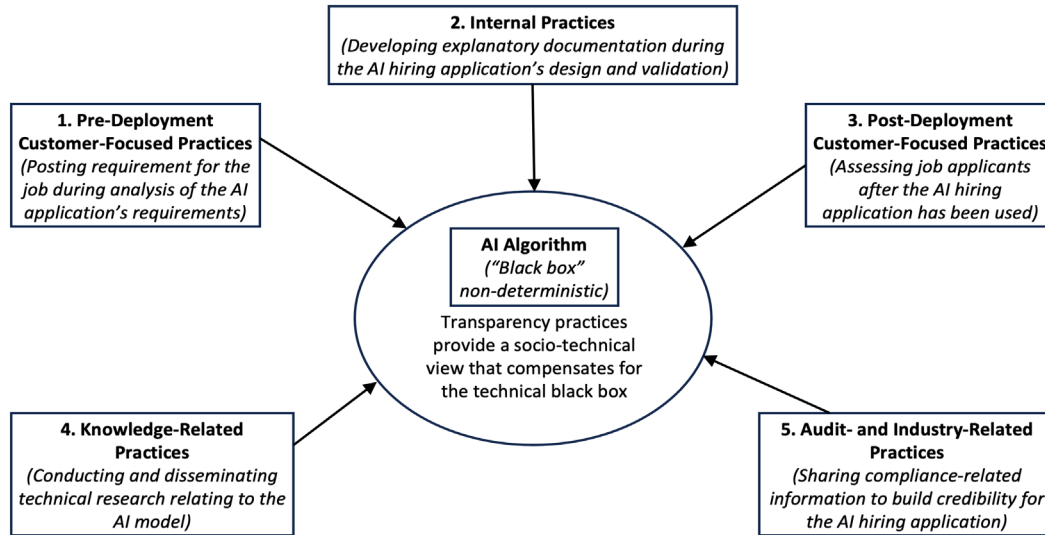 2. Internal Practices
(Developing explanatory documentation during
the AI hiring application's design and validation)
1. Pre-Deployment
Customer-Focused Practices
(Posting requirement for the
job during analysis of the AI
application's requirements)
3. Post-Deployment
Customer-Focused Practices
(Assessing job applicants
after the AI hiring
application has been used)
AI Algorithm
(“Black box”
non-deterministic)
Transparency practices
provide a socio-technical
view that compensates for
the technical black box
4. Knowledge-Related
Practices
(Conducting and disseminating
technical research relating to the
AI model)
5. Audit- and Industry-Related
Practices
(Sharing compliance-related
information to build credibility for
the AI hiring application)